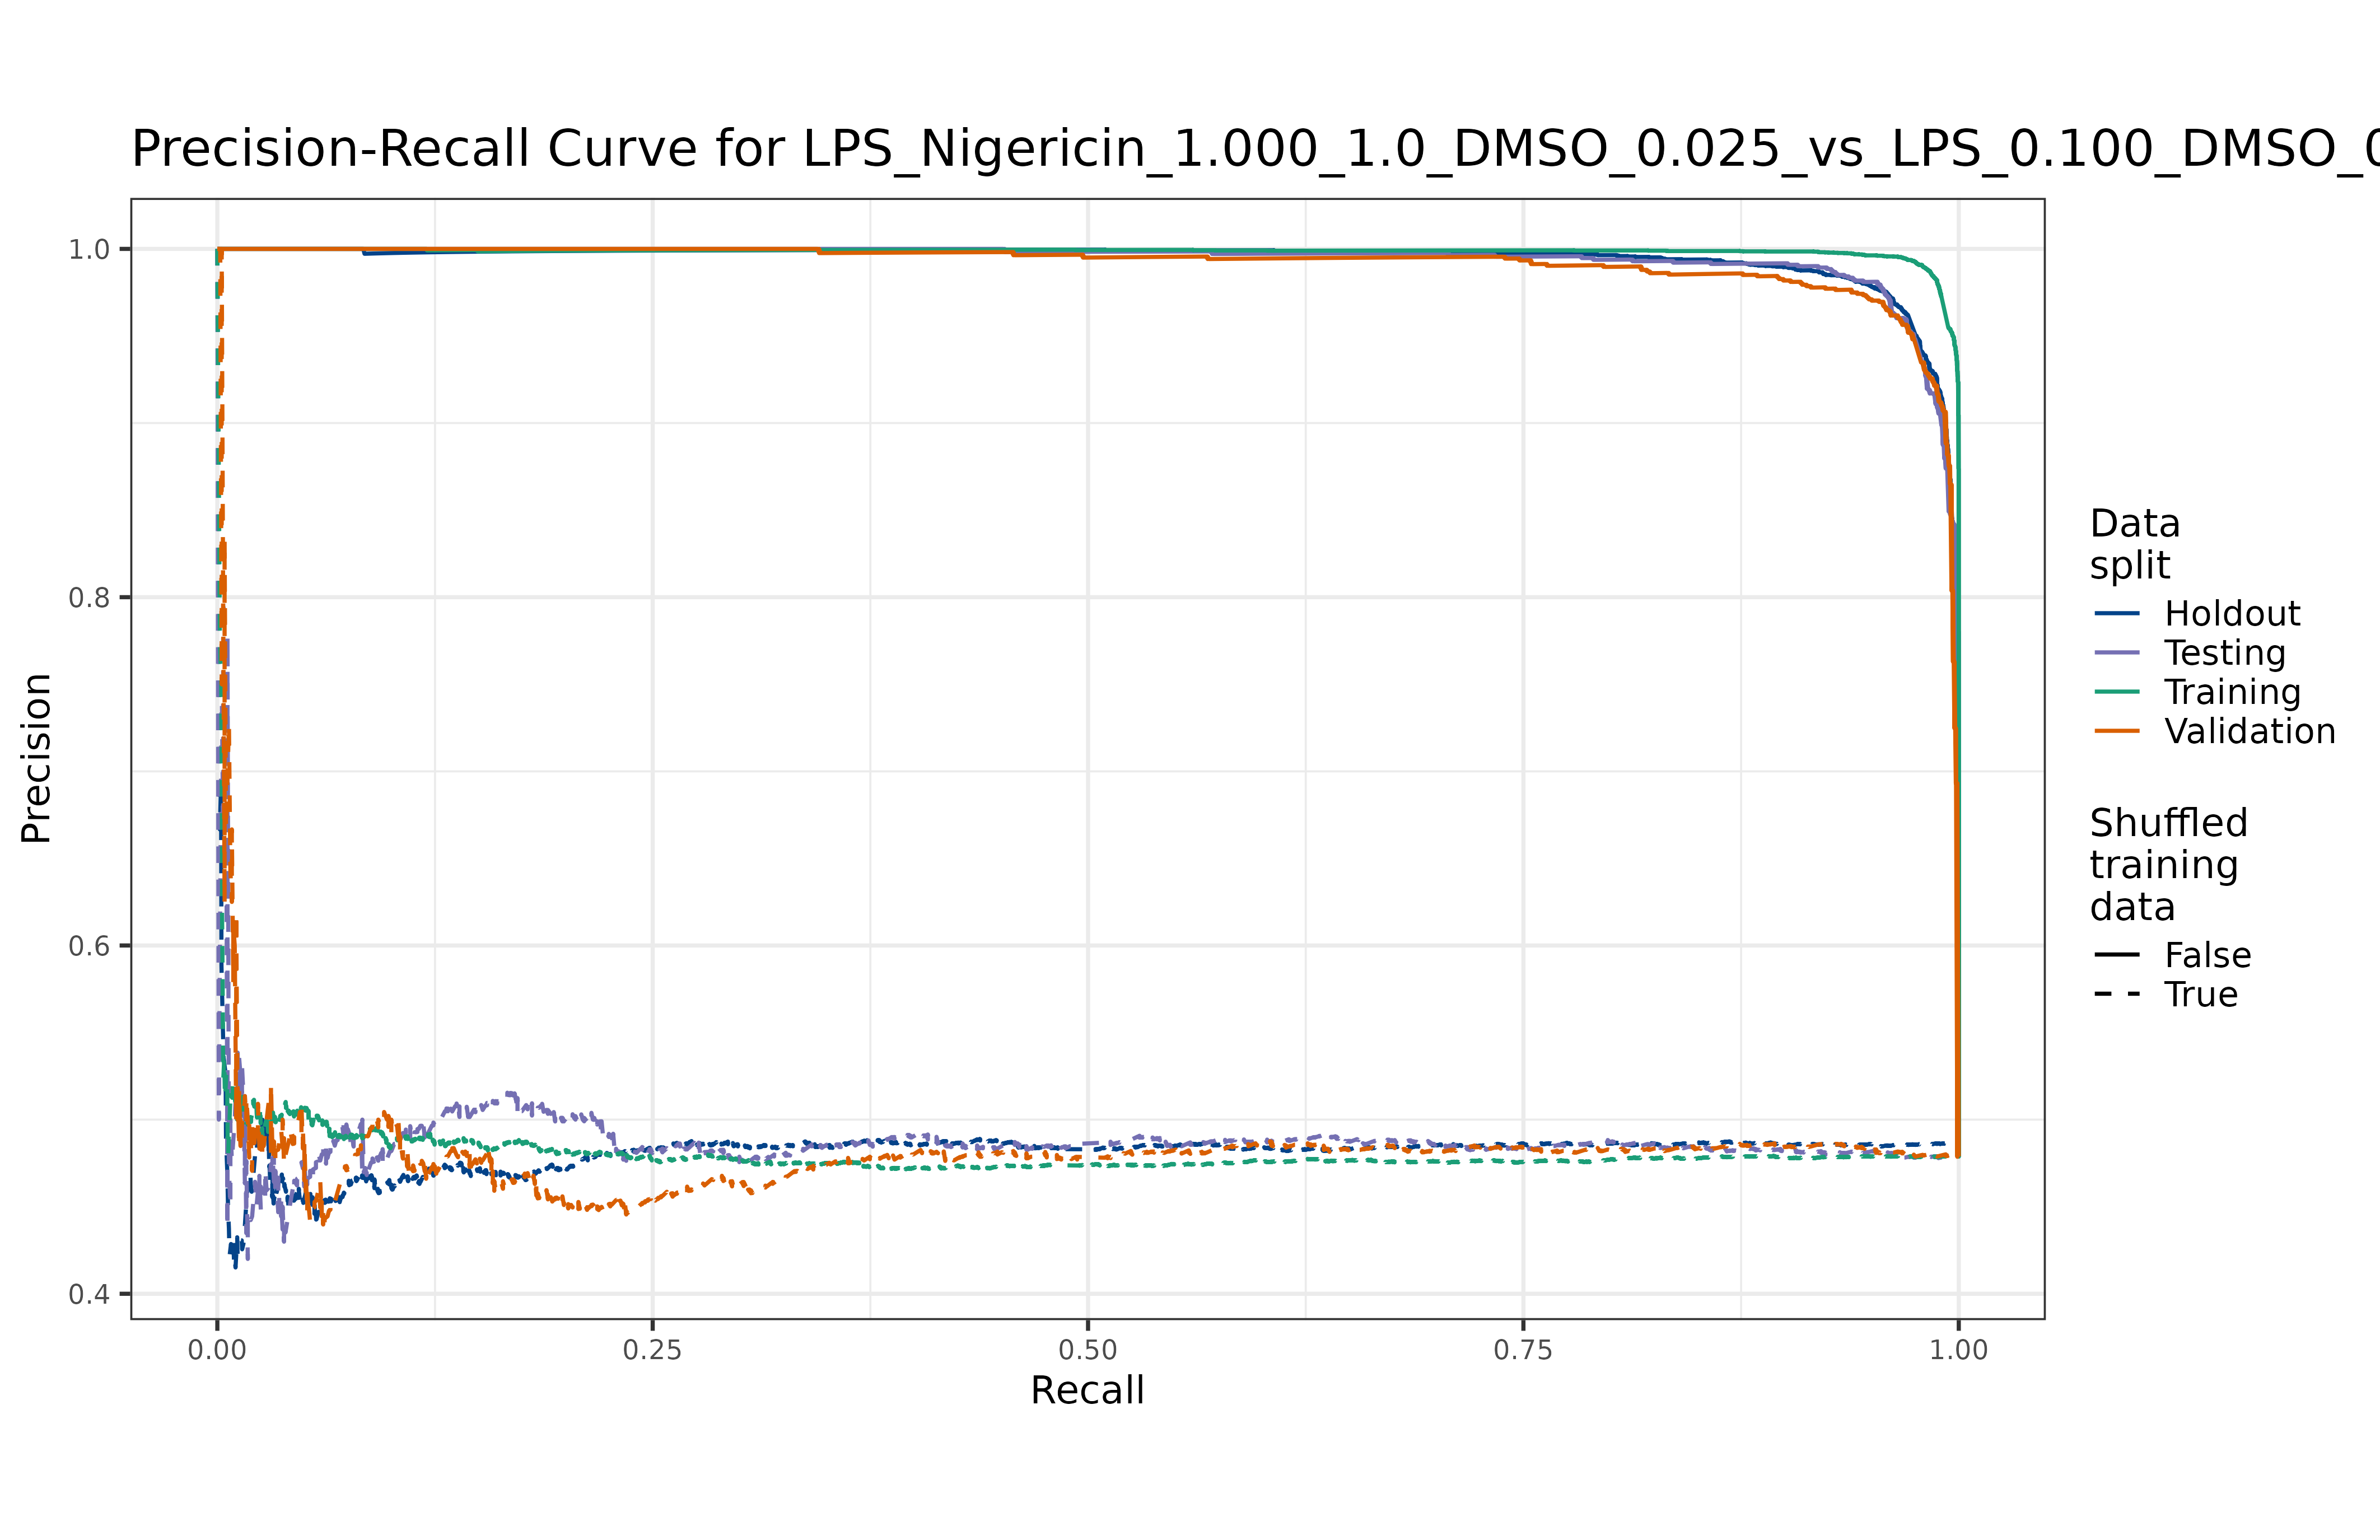 Precision-Recall Curve for LPS_Nigericin_1.000_1.0_DMSO_0.025_vs_LPS_0.100_DMSO_0
1.0
0.8
0.6
0.4
Precision
0.00 0.25 0.50 0.75 1.00
Recall
Data
split
Holdout
Testing
Training
Validation
Shuffled
training
data
False
True